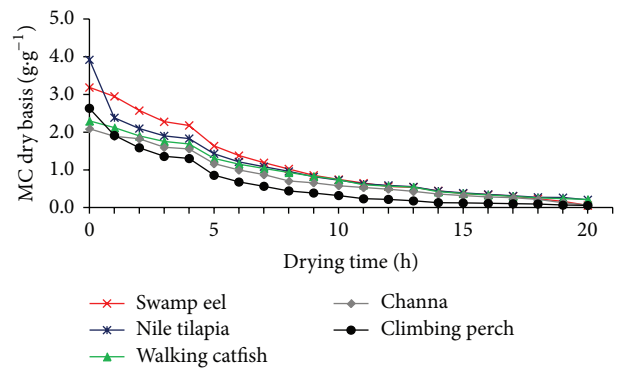 MC dry basis (g·g⁻¹)
5.0
4.0
3.0
2.0
1.0
0.0
0 5 10 15 20
Drying time (h)
Swamp eel
Nile tilapia
Walking catfish
Channa
Climbing perch